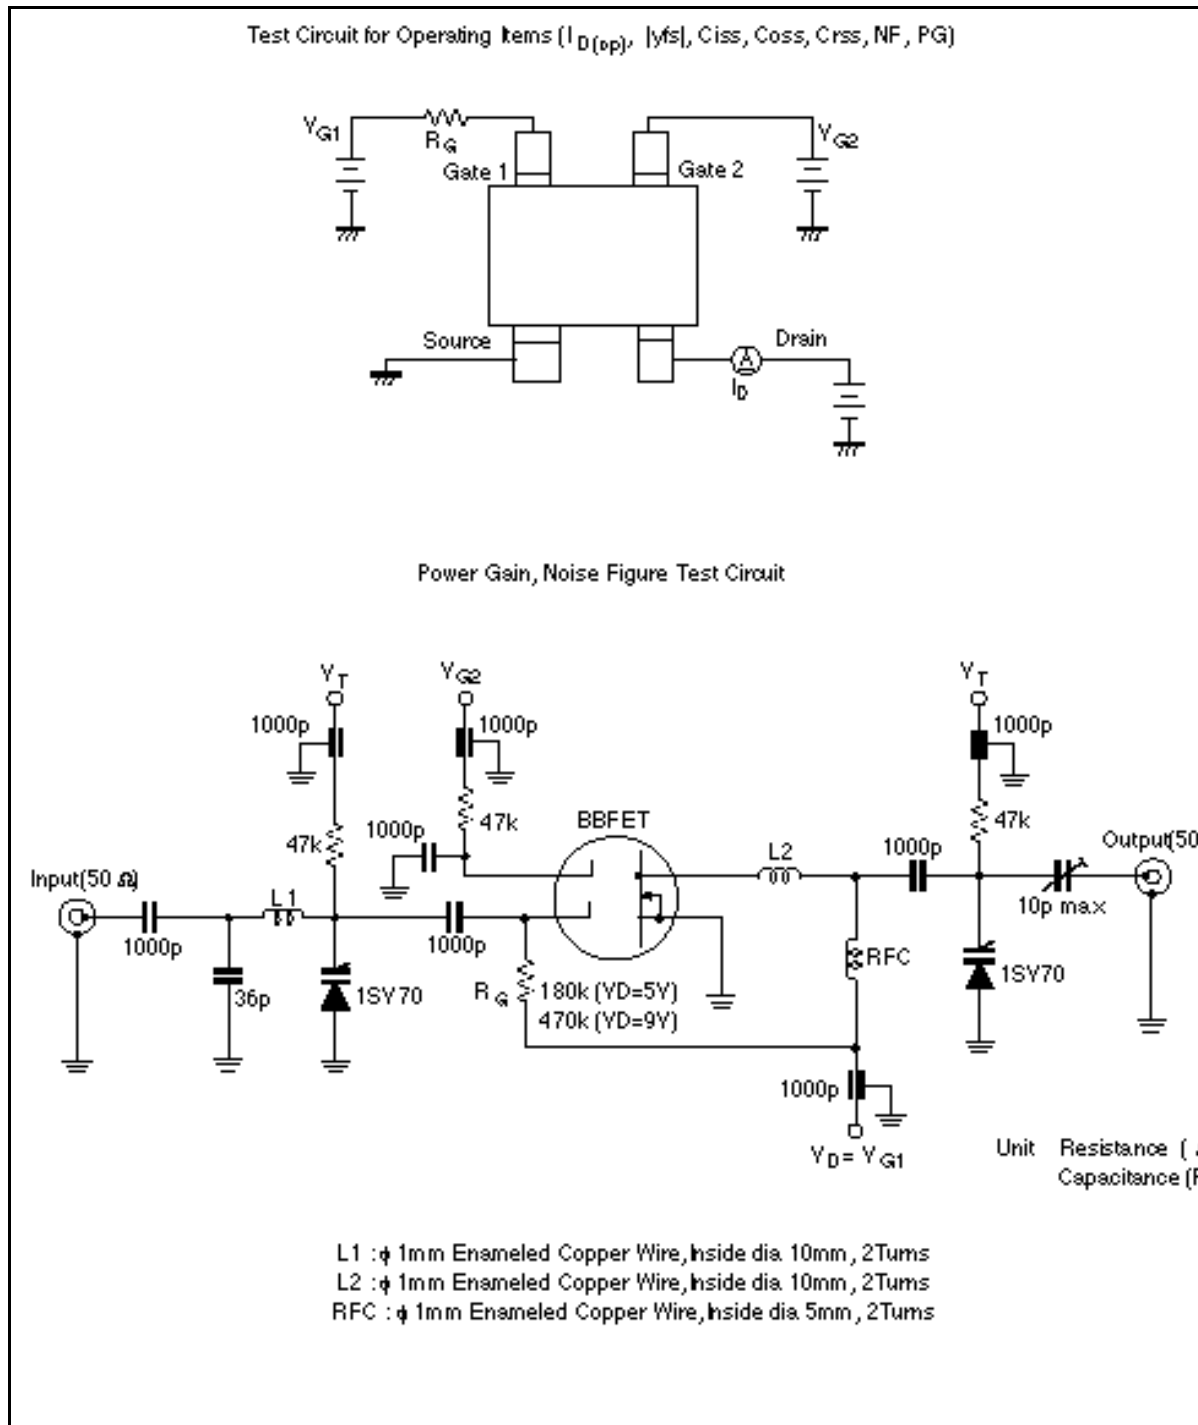 Test Circuit for Operating Items (I D(op), |yfs|, Ciss, Coss, Crss, NF, PG)
VG1
RG
VG2
Gate 1
Gate 2
Source
Drain
A
ID
Power Gain, Noise Figure Test Circuit
VT
VG2
VT
1000p
1000p
1000p
47k
1000p
47k
BBFET
47k
L2
1000p
Output(50
Input(50 Ω)
L1
10p max
1000p
1000p
RFC
36p
1SV70
RG
180k (VD=5V)
470k (VD=9V)
1SV70
1000p
VD= VG1
Unit Resistance (
Capacitance (F
L1 : ϕ 1mm Enameled Copper Wire,Inside dia. 10mm, 2Turns
L2 : ϕ 1mm Enameled Copper Wire,Inside dia. 10mm, 2Turns
RFC : ϕ 1mm Enameled Copper Wire,Inside dia. 5mm, 2Turns